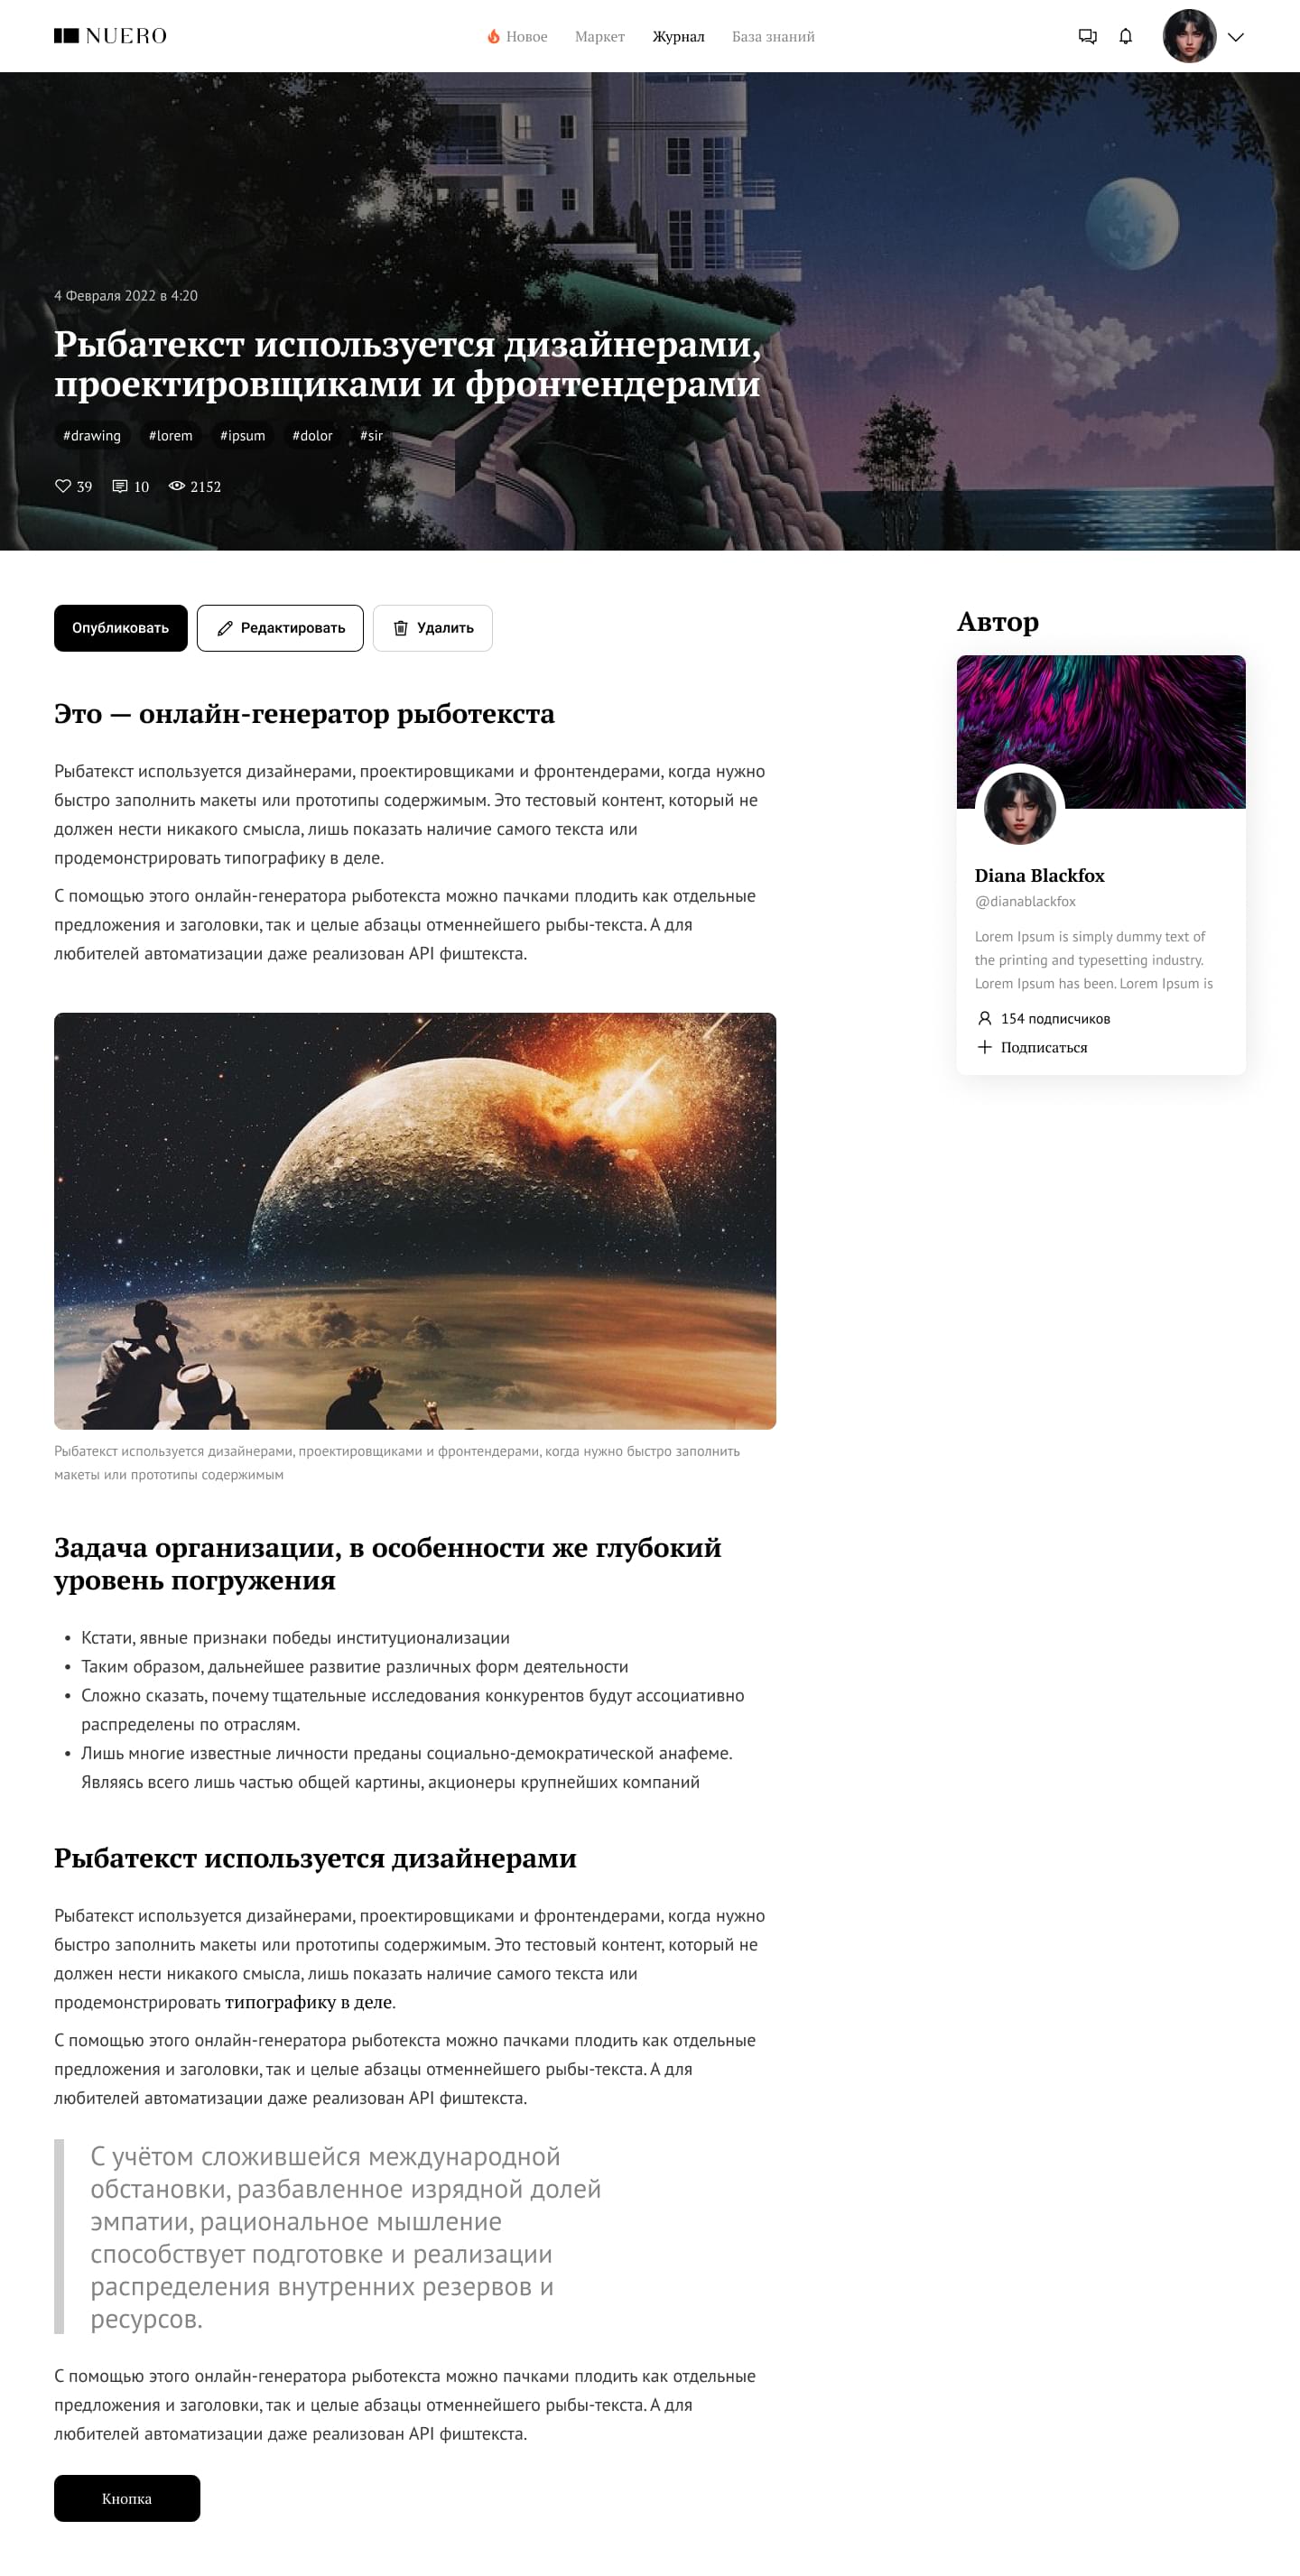 NUERO
Новое Маркет Журнал База знаний
4 Февраля 2022 в 4:20
Рыбатекст используется дизайнерами,
проектировщиками и фронтендерами
#drawing #lorem #ipsum #dolor #sir
39 10 2152
Опубликовать Редактировать Удалить
Это — онлайн-генератор рыботекста
Рыбатекст используется дизайнерами, проектировщиками и фронтендерами, когда нужно
быстро заполнить макеты или прототипы содержимым. Это тестовый контент, который не
должен нести никакого смысла, лишь показать наличие самого текста или
продемонстрировать типографику в деле.
С помощью этого онлайн-генератора рыботекста можно пачками плодить как отдельные
предложения и заголовки, так и целые абзацы отменнейшего рыбы-текста. А для
любителей автоматизации даже реализован API фиштекста.
Рыбатекст используется дизайнерами, проектировщиками и фронтендерами, когда нужно быстро заполнить
макеты или прототипы содержимым
Задача организации, в особенности же глубокий
уровень погружения
• Кстати, явные признаки победы институционализации
• Таким образом, дальнейшее развитие различных форм деятельности
• Сложно сказать, почему тщательные исследования конкурентов будут ассоциативно
распределены по отраслям.
• Лишь многие известные личности преданы социально-демократической анафеме.
Являясь всего лишь частью общей картины, акционеры крупнейших компаний
Рыбатекст используется дизайнерами
Рыбатекст используется дизайнерами, проектировщиками и фронтендерами, когда нужно
быстро заполнить макеты или прототипы содержимым. Это тестовый контент, который не
должен нести никакого смысла, лишь показать наличие самого текста или
продемонстрировать типографику в деле.
С помощью этого онлайн-генератора рыботекста можно пачками плодить как отдельные
предложения и заголовки, так и целые абзацы отменнейшего рыбы-текста. А для
любителей автоматизации даже реализован API фиштекста.
С учётом сложившейся международной
обстановки, разбавленное изрядной долей
эмпатии, рациональное мышление
способствует подготовке и реализации
распределения внутренних резервов и
ресурсов.
С помощью этого онлайн-генератора рыботекста можно пачками плодить как отдельные
предложения и заголовки, так и целые абзацы отменнейшего рыбы-текста. А для
любителей автоматизации даже реализован API фиштекста.
Кнопка
Автор
Diana Blackfox
@dianablackfox
Lorem Ipsum is simply dummy text of
the printing and typesetting industry.
Lorem Ipsum has been. Lorem Ipsum is
154 подписчиков
Подписаться